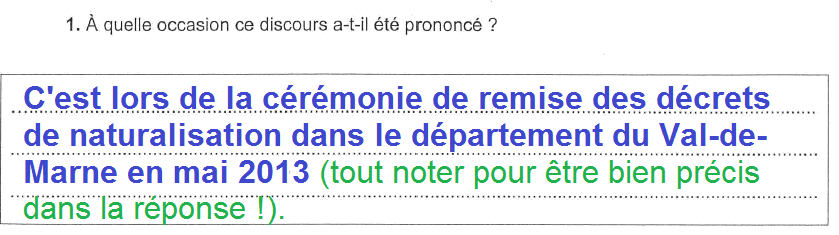 1. À quelle occasion ce discours a-t-il été prononcé ?
C'est lors de la cérémonie de remise des décrets
de naturalisation dans le département du Val-de-
Marne en mai 2013 (tout noter pour être bien précis
dans la réponse !).